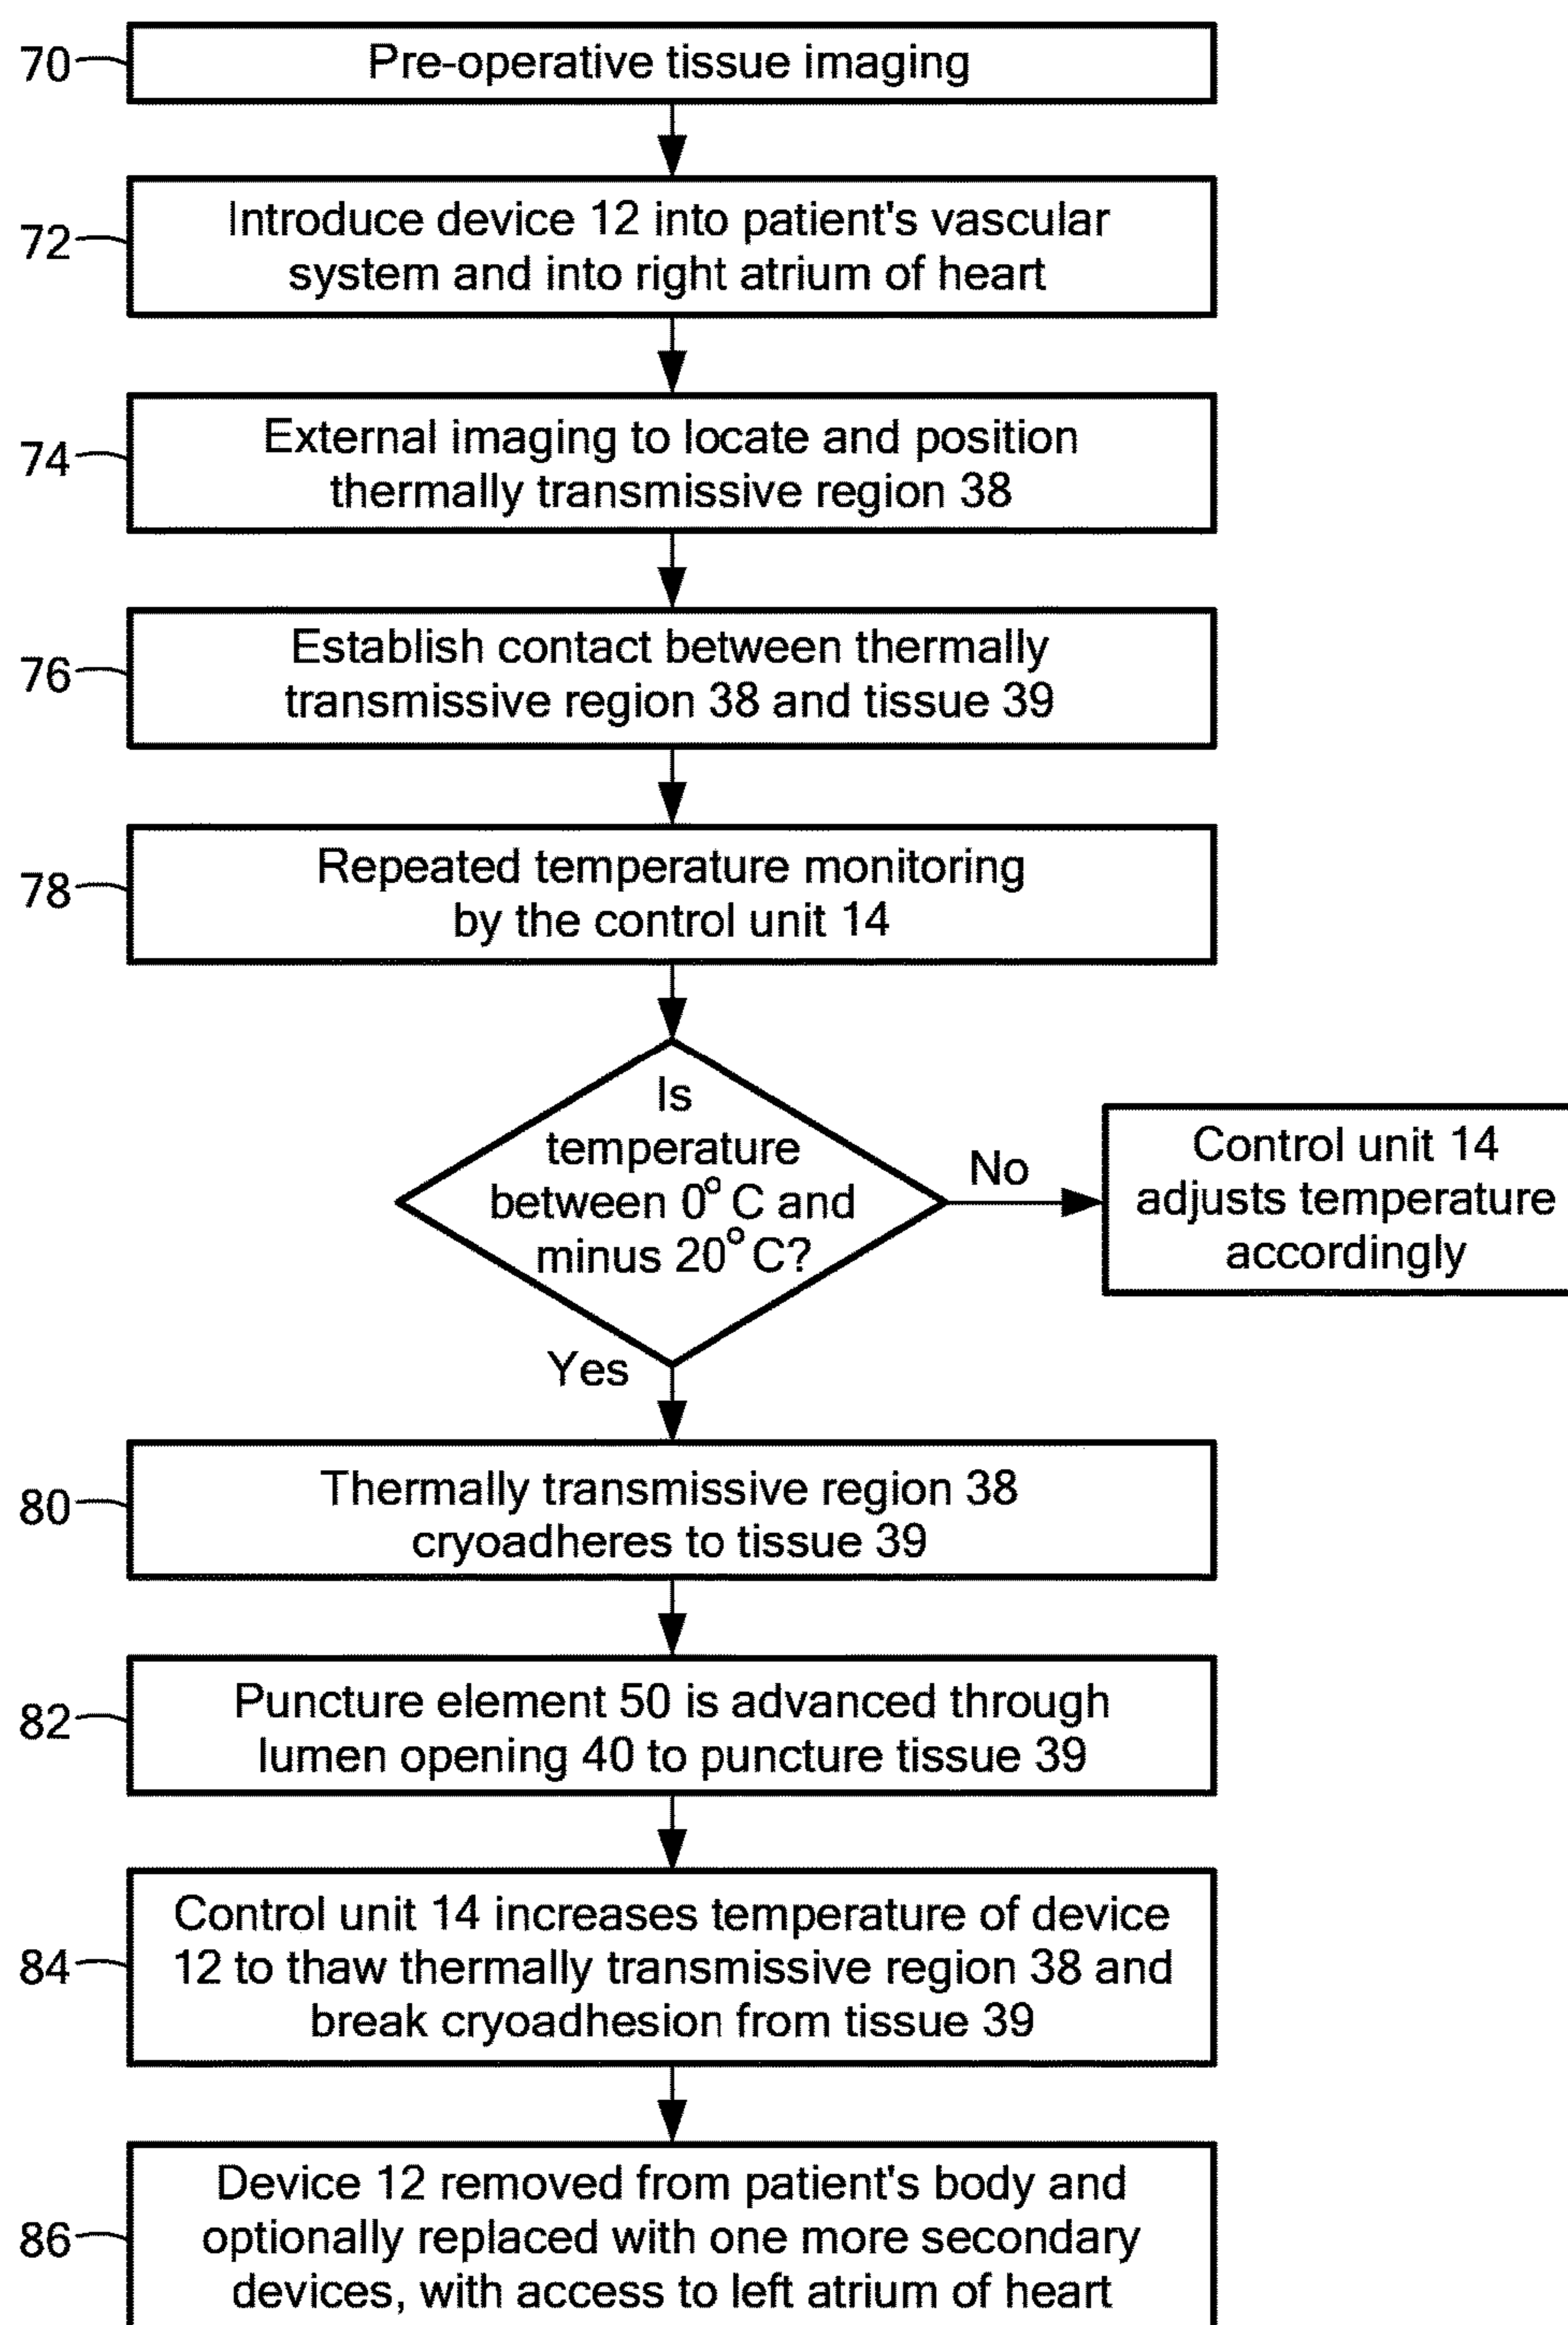 70
Pre-operative tissue imaging
72
Introduce device 12 into patient's vascular
system and into right atrium of heart
74
External imaging to locate and position
thermally transmissive region 38
76
Establish contact between thermally
transmissive region 38 and tissue 39
78
Repeated temperature monitoring
by the control unit 14
Is
temperature
between 0° C and
minus 20° C?
No
Control unit 14
adjusts temperature
accordingly
Yes
80
Thermally transmissive region 38
cryoadheres to tissue 39
82
Puncture element 50 is advanced through
lumen opening 40 to puncture tissue 39
84
Control unit 14 increases temperature of device
12 to thaw thermally transmissive region 38 and
break cryoadhesion from tissue 39
86
Device 12 removed from patient's body and
optionally replaced with one more secondary
devices, with access to left atrium of heart